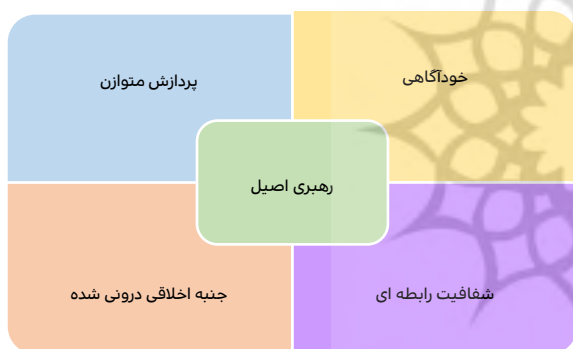 خودآگاهی
پردازش متوازن
رهبری اصیل
شفافیت رابطه ای
جنبه اخلاقی درونی شده